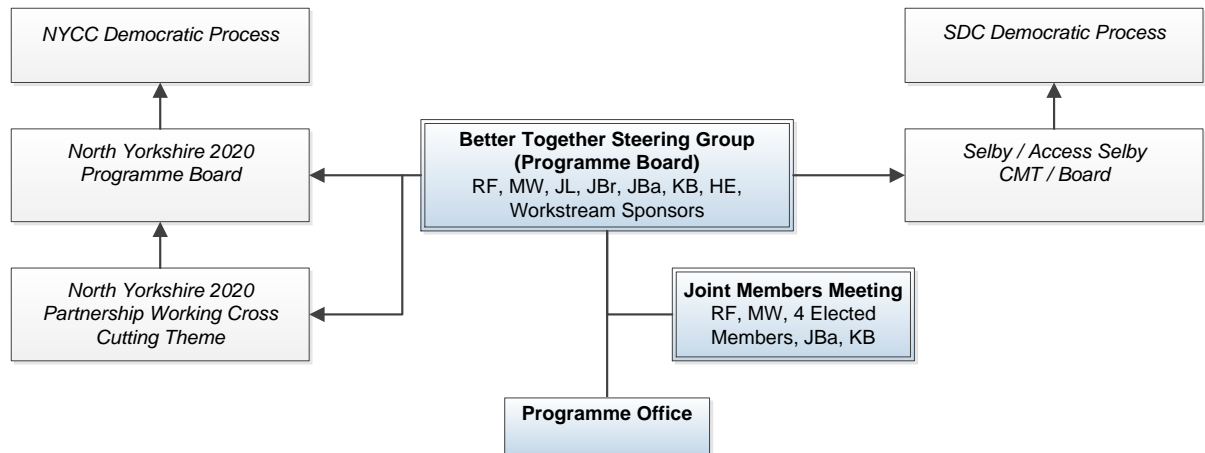 NYCC Democratic Process
SDC Democratic Process
North Yorkshire 2020
Programme Board
Better Together Steering Group
(Programme Board)
RF, MW, JL, JBr, JBa, KB, HE,
Workstream Sponsors
Selby / Access Selby
CMT / Board
North Yorkshire 2020
Partnership Working Cross
Cutting Theme
Joint Members Meeting
RF, MW, 4 Elected
Members, JBa, KB
Programme Office